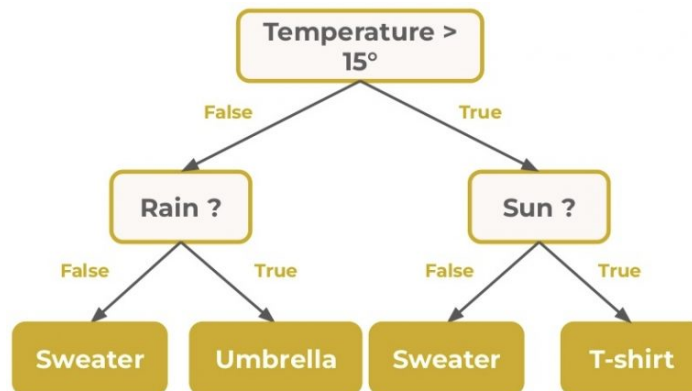 Temperature >
15°
False
True
Rain ?
Sun ?
False
True
False
True
Sweater
Umbrella
Sweater
T-shirt